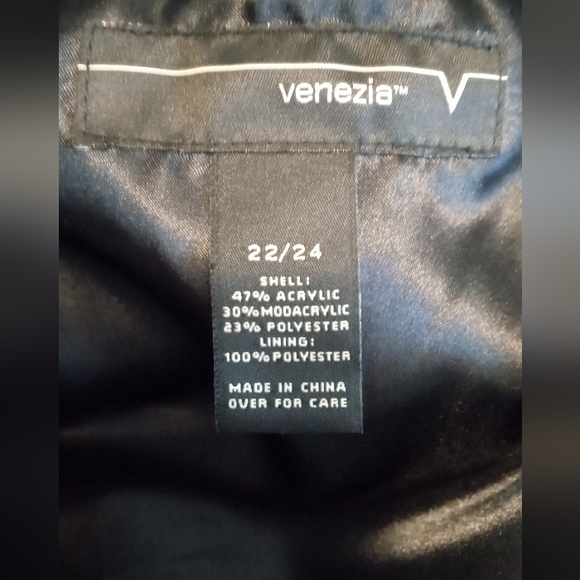 venezia™
22/24
SHELL:
47% ACRYLIC
30% MODACRYLIC
23% POLYESTER
LINING:
100% POLYESTER
MADE IN CHINA
OVER FOR CARE